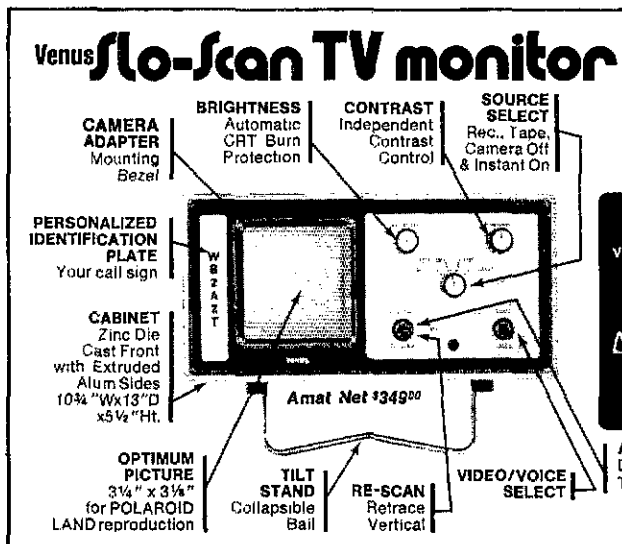 Venus Slo-Scan TV monitor
CAMERA
ADAPTER
Mounting
Bezel
BRIGHTNESS
Automatic
CRT Burn
Protection
CONTRAST
Independent
Contrast
Control
SOURCE
SELECT
Rec., Tape,
Camera Off
& Instant On
PERSONALIZED
IDENTIFICATION
PLATE
Your call sign
WB2AZT
CABINET
Zinc Die
Cast Front
with Extruded
Alum Sides
10¾"Wx13"D
x5½"Ht.
Amat Net $349⁰⁰
OPTIMUM
PICTURE
3¼" x 3⅛"
for POLAROID
LAND reproduction
TILT
STAND
Collapsible
Bail
RE-SCAN
Retrace
Vertical
VIDEO/VOICE
SELECT